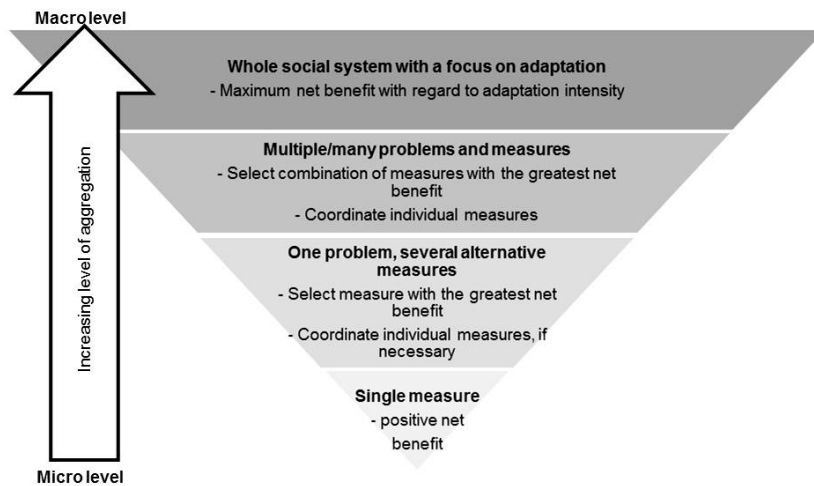 Macro level
Whole social system with a focus on adaptation
- Maximum net benefit with regard to adaptation intensity
Multiple/many problems and measures
- Select combination of measures with the greatest net
benefit
- Coordinate individual measures
One problem, several alternative
measures
- Select measure with the greatest net
benefit
- Coordinate individual measures, if
necessary
Single measure
- positive net
benefit
Increasing level of aggregation
Micro level